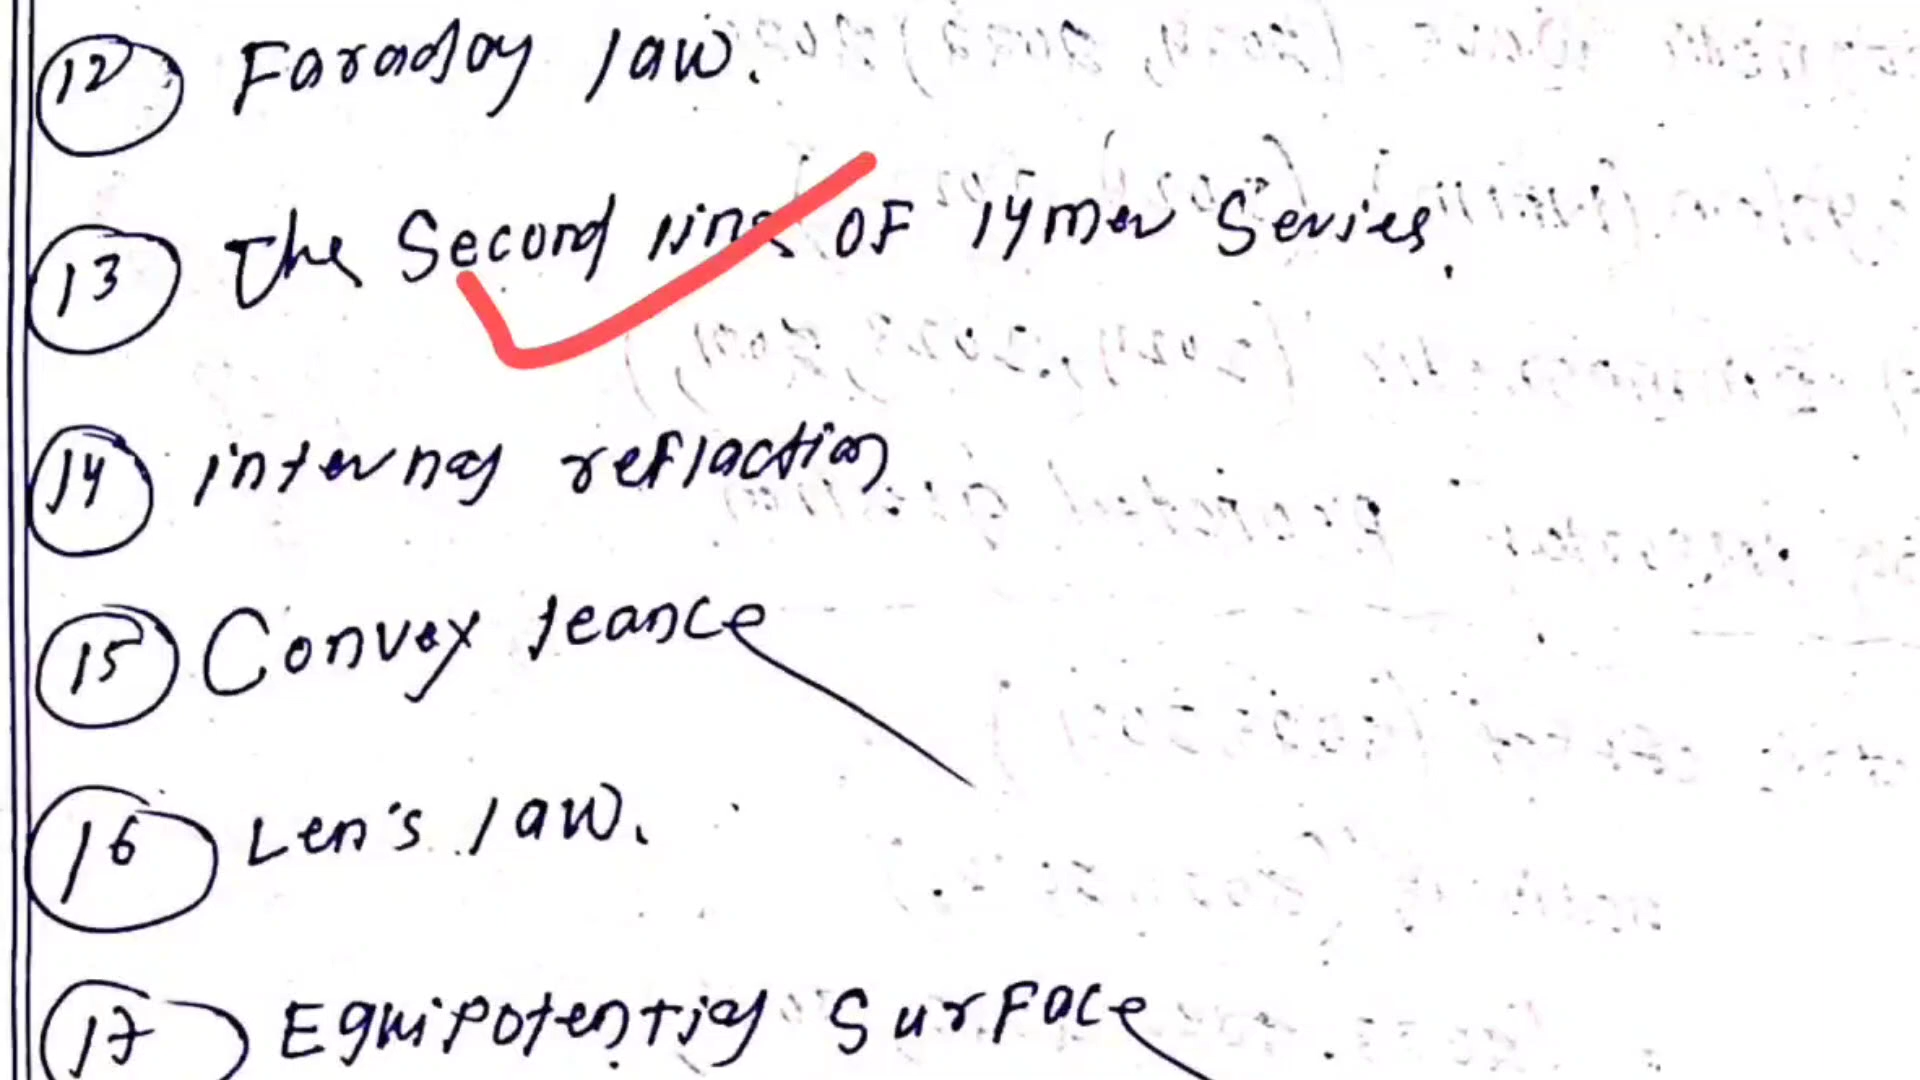 12 Faraday law.
13 The Second line OF lymer Series.
14 internal reflaction
15 Convex leance
16 Len's law.
17 Equipotential Surface